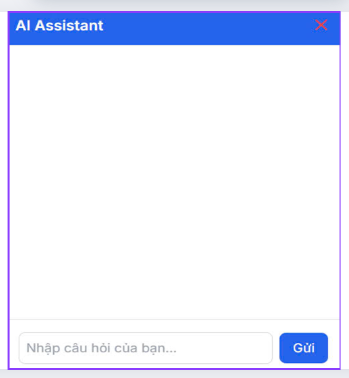 AI Assistant
Nhập câu hỏi của bạn...
Gửi